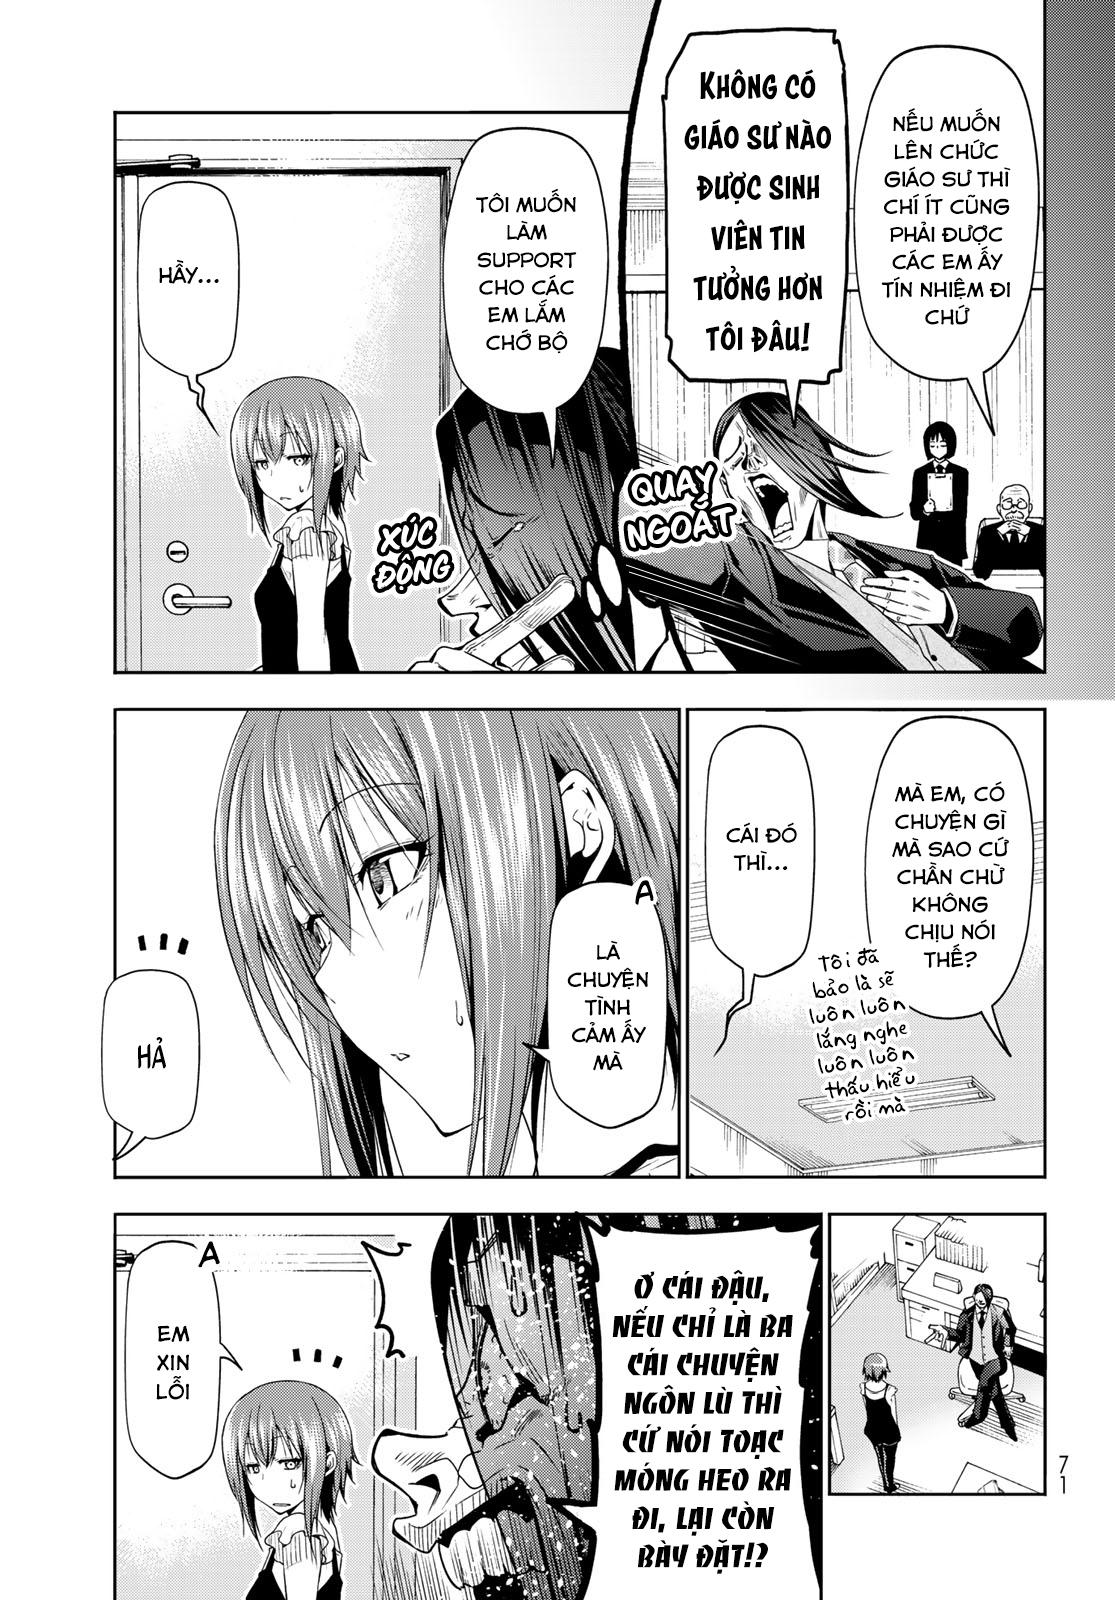 NẾU MUỐN
LÊN CHỨC
GIÁO SƯ THÌ
CHÍ ÍT CŨNG
PHẢI ĐƯỢC
CÁC EM ẤY
TÍN NHIỆM ĐI
CHỨ
KHÔNG CÓ
GIÁO SƯ NÀO
ĐƯỢC SINH
VIÊN TIN
TƯỞNG HƠN
TÔI ĐÂU!
QUAY
NGOẮT
TÔI MUỐN
LÀM
SUPPORT
CHO CÁC
EM LẮM
CHỚ BỘ
XÚC
ĐỘNG
HẦY...
MÀ EM, CÓ
CHUYỆN GÌ
MÀ SAO CỨ
CHẦN CHỪ
KHÔNG
CHỊU NÓI
THẾ?
Tôi đã
bảo là sẽ
luôn luôn
lắng nghe
luôn luôn
thấu hiểu
rồi mà
CÁI ĐÓ
THÌ...
A
LÀ
CHUYỆN
TÌNH
CẢM ẤY
MÀ
HẢ
Ơ CÁI ĐẬU,
NẾU CHỈ LÀ BA
CÁI CHUYỆN
NGÔN LÙ THÌ
CỨ NÓI TOẠC
MÓNG HEO RA
ĐI, LẠI CÒN
BÀY ĐẶT!?
A
EM
XIN
LỖI
71